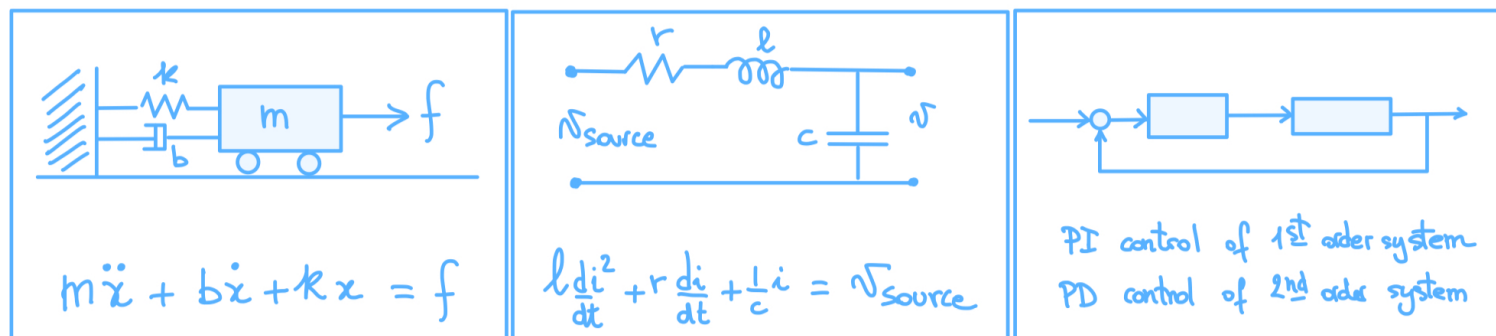 k
b
m
f
mẍ + bẋ + kx = f
r
l
v_source
c
v
l di²/dt + r di/dt + 1/c i = v_source
PI control of 1st order system
PD control of 2nd order system